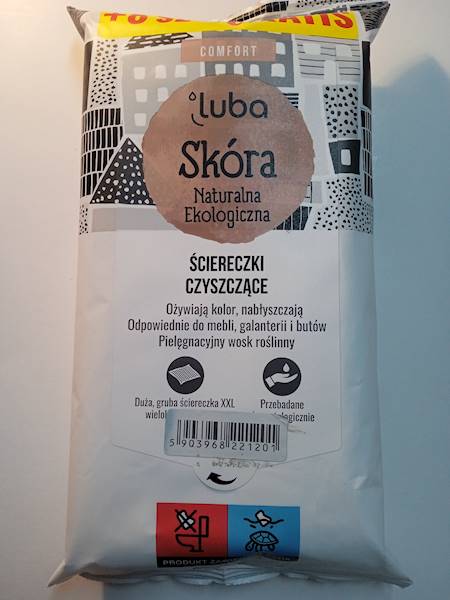 COMFORT
luba
Skóra
Naturalna
Ekologiczna
ŚCIERECZKI
CZYSZCZĄCE
Ożywiają kolor, nabłyszczają
Odpowiednie do mebli, galanterii i butów
Pielęgnacyjny wosk roślinny
Duża, gruba ściereczka XXL
Przebadane
5 903968 221201
PRODUKT